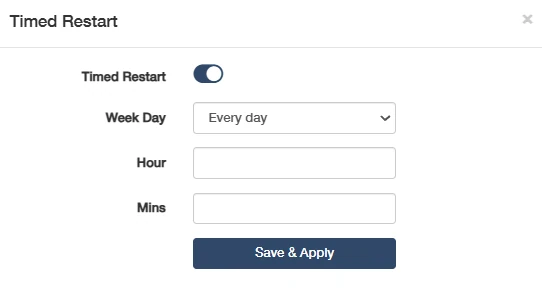 Timed Restart ×
Timed Restart
Week Day Every day
Hour
Mins
Save & Apply